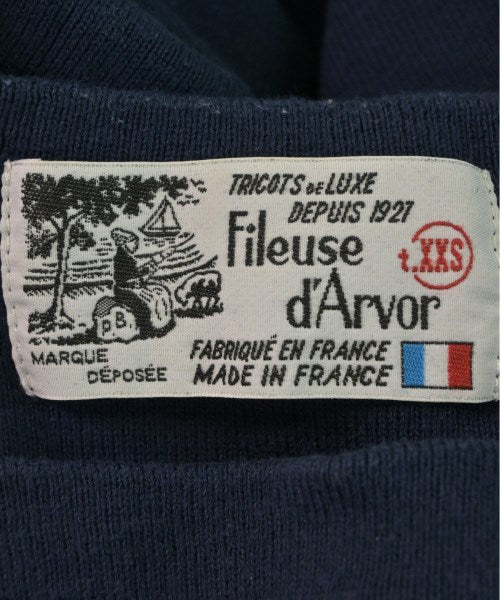 TRICOTS DE LUXE
DEPUIS 1927
Fileuse
d'Arvor
t.XXS
P.B.
MARQUE
DÉPOSÉE
FABRIQUÉ EN FRANCE
MADE IN FRANCE